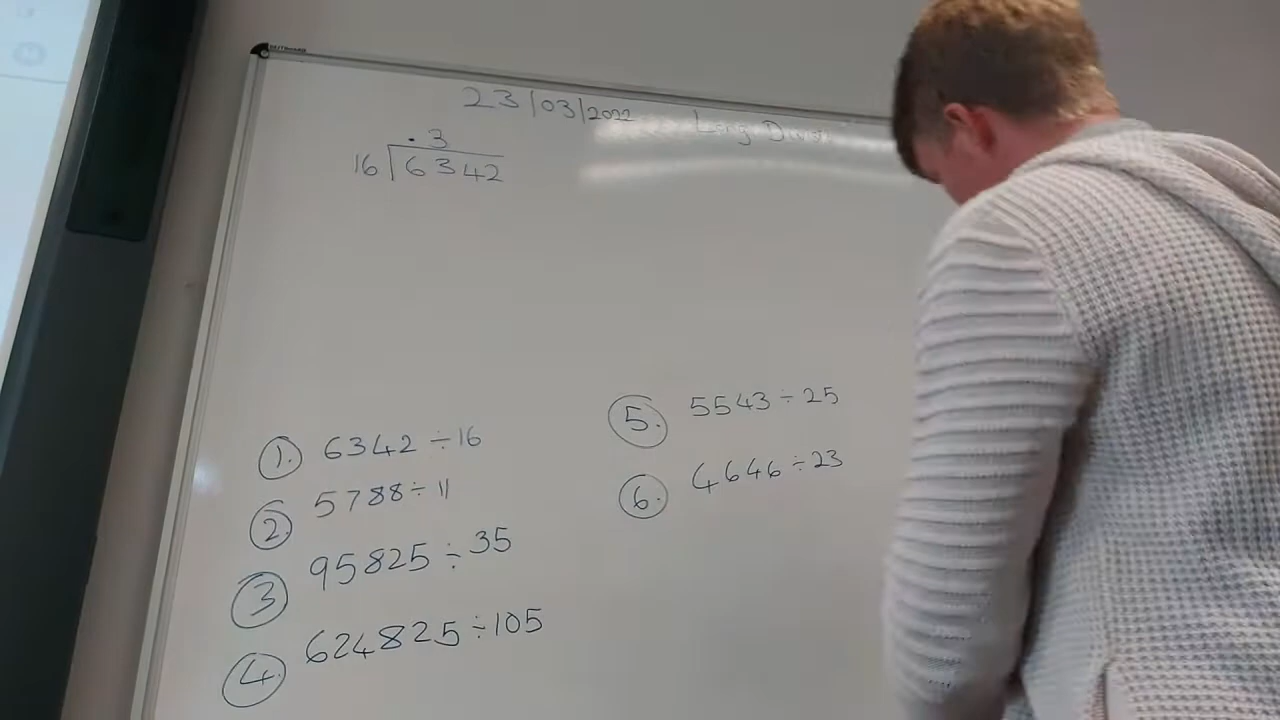 23/03/2022
Long Division
. 3
16 6342
1. 6342 ÷ 16
2. 5788 ÷ 11
3 95825 ÷ 35
4. 624825 ÷ 105
5. 5543 ÷ 25
6. 4646 ÷ 23